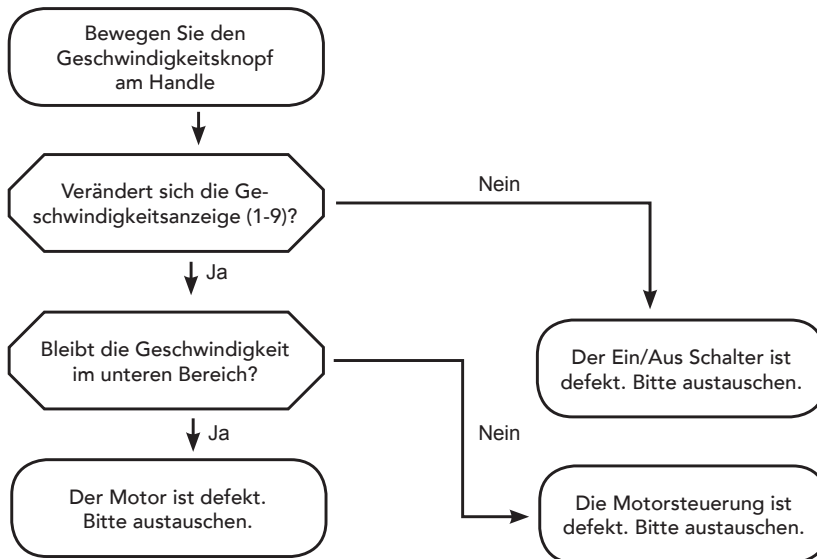 Bewegen Sie den
Geschwindigkeitsknopf
am Handle
Verändert sich die Ge-
schwindigkeitsanzeige (1-9)?
Nein
Ja
Bleibt die Geschwindigkeit
im unteren Bereich?
Der Ein/Aus Schalter ist
defekt. Bitte austauschen.
Ja
Nein
Der Motor ist defekt.
Bitte austauschen.
Die Motorsteuerung ist
defekt. Bitte austauschen.